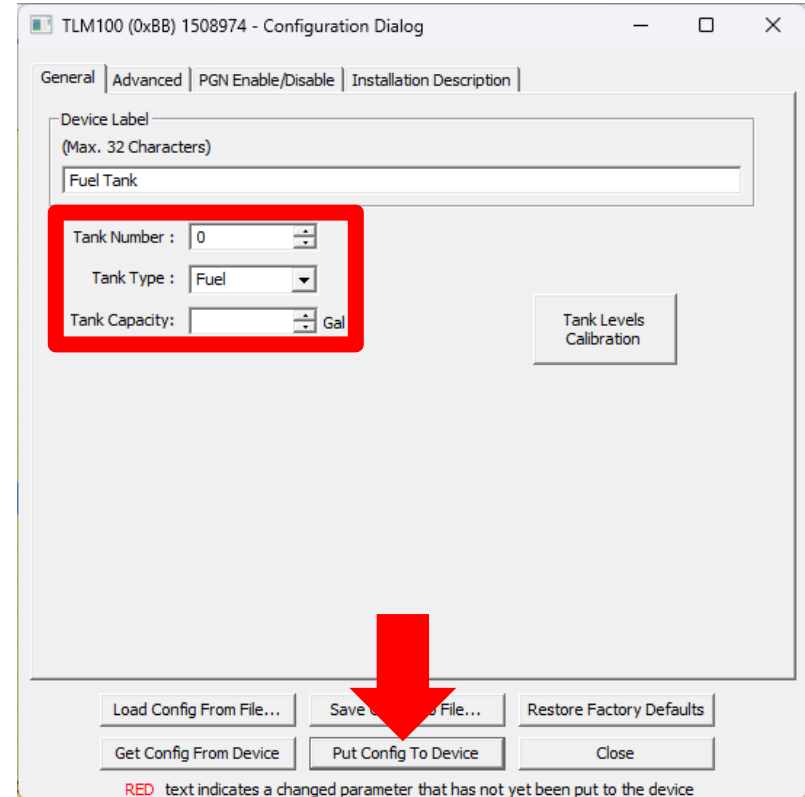 TLM100 (0xBB) 1508974 - Configuration Dialog
General Advanced PGN Enable/Disable Installation Description
Device Label
(Max. 32 Characters)
Fuel Tank
Tank Number : 0
Tank Type : Fuel
Tank Capacity: Gal
Tank Levels
Calibration
Load Config From File... Save File... Restore Factory Defaults
Get Config From Device Put Config To Device Close
RED text indicates a changed parameter that has not yet been put to the device